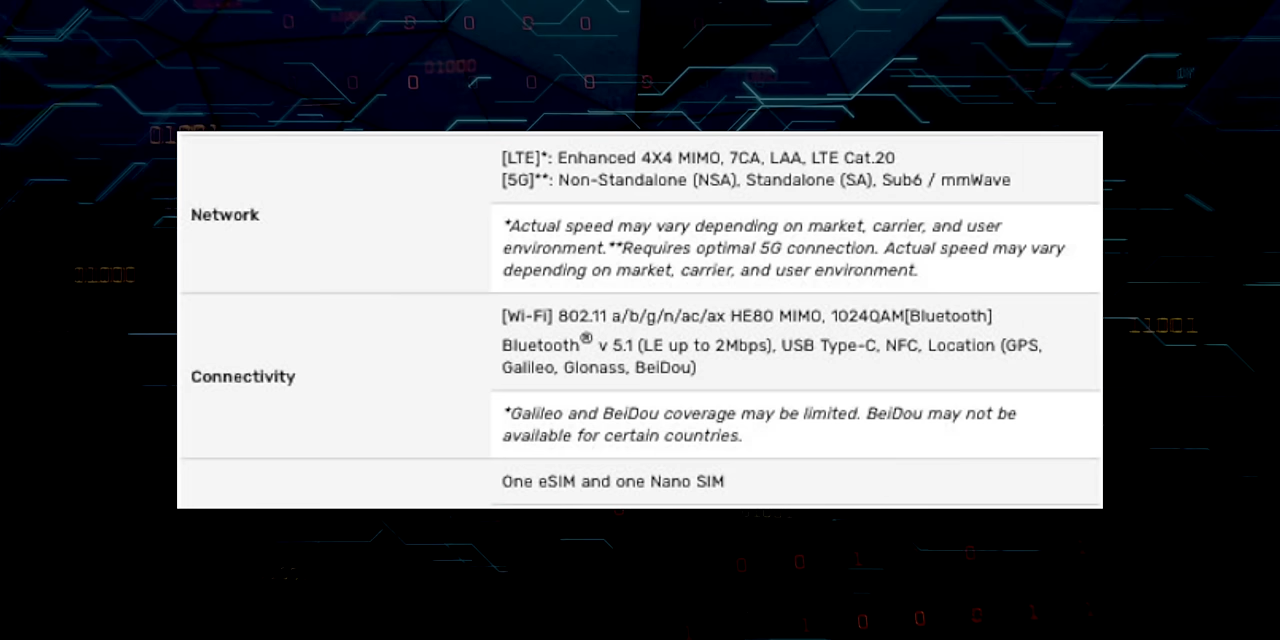 [LTE]*: Enhanced 4X4 MIMO, 7CA, LAA, LTE Cat.20
[5G]**: Non-Standalone (NSA), Standalone (SA), Sub6 / mmWave
Network
*Actual speed may vary depending on market, carrier, and user
environment.**Requires optimal 5G connection. Actual speed may vary
depending on market, carrier, and user environment.
[Wi-Fi] 802.11 a/b/g/n/ac/ax HE80 MIMO, 1024QAM[Bluetooth]
Bluetooth® v 5.1 (LE up to 2Mbps), USB Type-C, NFC, Location (GPS,
Galileo, Glonass, BeiDou)
Connectivity
*Galileo and BeiDou coverage may be limited. BeiDou may not be
available for certain countries.
One eSIM and one Nano SIM